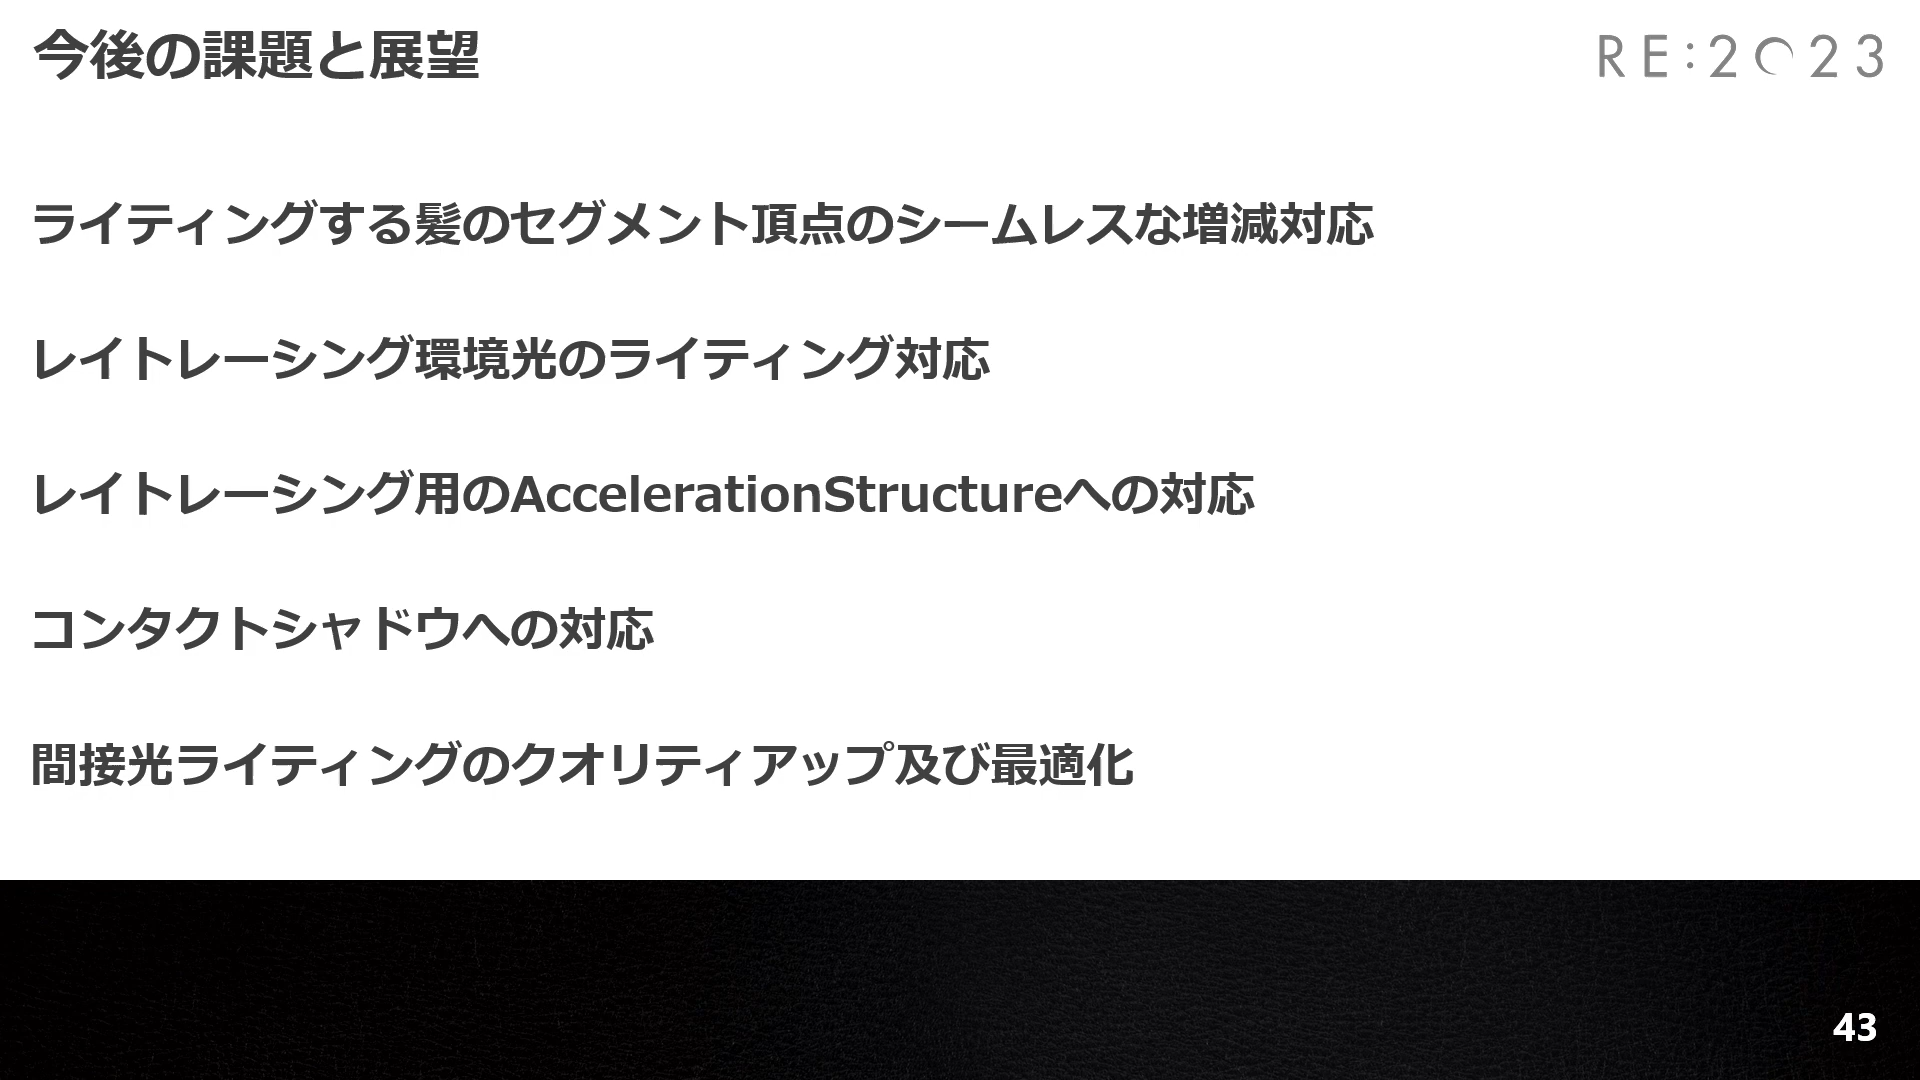 今後の課題と展望
RE:2023
ライティングする髪のセグメント頂点のシームレスな増減対応
レイトレーシング環境光のライティング対応
レイトレーシング用のAccelerationStructureへの対応
コンタクトシャドウへの対応
間接光ライティングのクオリティアップ及び最適化
43